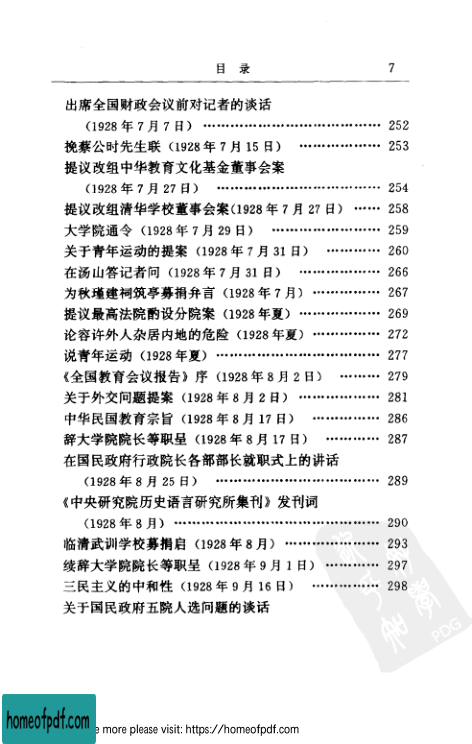 目 录 7
出席全国财政会议前对记者的谈话
(1928 年 7 月 7 日) ………………………………… 252
挽蔡公时先生联 (1928 年 7 月 15 日) …………… 253
提议改组中华教育文化基金董事会案
(1928 年 7 月 27 日) ……………………………… 254
提议改组清华学校董事会案(1928 年 7 月 27 日) …… 258
大学院通令 (1928 年 7 月 29 日) ………………… 259
关于青年运动的提案 (1928 年 7 月 31 日) ………… 260
在汤山答记者问 (1928 年 7 月 31 日) …………… 266
为秋瑾建祠筑亭募捐弁言 (1928 年 7 月) ………… 267
提议最高法院酌设分院案 (1928 年夏) …………… 269
论容许外人杂居内地的危险 (1928 年夏) ………… 272
说青年运动 (1928 年夏) …………………………… 277
《全国教育会议报告》序 (1928 年 8 月 2 日) ……… 279
关于外交问题提案 (1928 年 8 月 2 日) …………… 281
中华民国教育宗旨 (1928 年 8 月 17 日) ………… 286
辞大学院院长等职呈 (1928 年 8 月 17 日) ……… 287
在国民政府行政院长各部部长就职式上的讲话
(1928 年 8 月 25 日) ……………………………… 289
《中央研究院历史语言研究所集刊》发刊词
(1928 年 8 月) …………………………………… 290
临清武训学校募捐启 (1928 年 8 月) …………… 293
续辞大学院院长等职呈 (1928 年 9 月 1 日) ……… 297
三民主义的中和性 (1928 年 9 月 16 日) ………… 298
关于国民政府五院人选问题的谈话
PDG
homeofpdf.com
e more please visit: https://homeofpdf.com